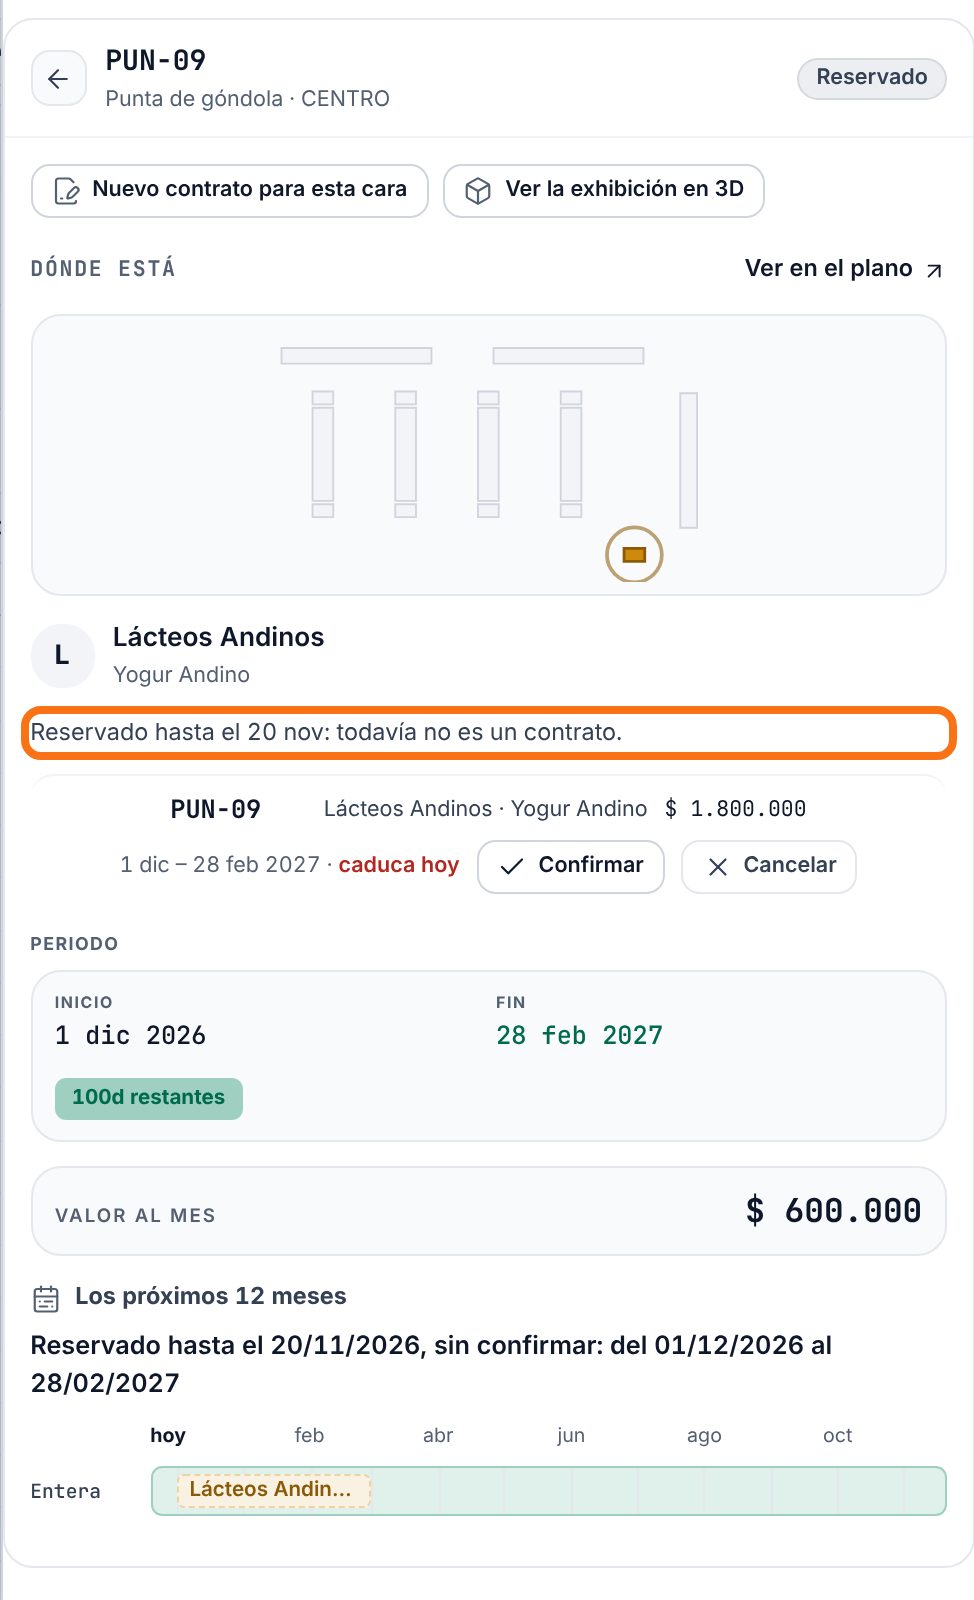 PUN-09
Punta de góndola · CENTRO
Reservado
Nuevo contrato para esta cara
Ver la exhibición en 3D
DÓNDE ESTÁ
Ver en el plano
L
Lácteos Andinos
Yogur Andino
Reservado hasta el 20 nov: todavía no es un contrato.
PUN-09 Lácteos Andinos · Yogur Andino $ 1.800.000
1 dic – 28 feb 2027 · caduca hoy Confirmar Cancelar
PERIODO
INICIO
1 dic 2026
FIN
28 feb 2027
100d restantes
VALOR AL MES $ 600.000
Los próximos 12 meses
Reservado hasta el 20/11/2026, sin confirmar: del 01/12/2026 al
28/02/2027
hoy feb abr jun ago oct
Entera Lácteos Andin...